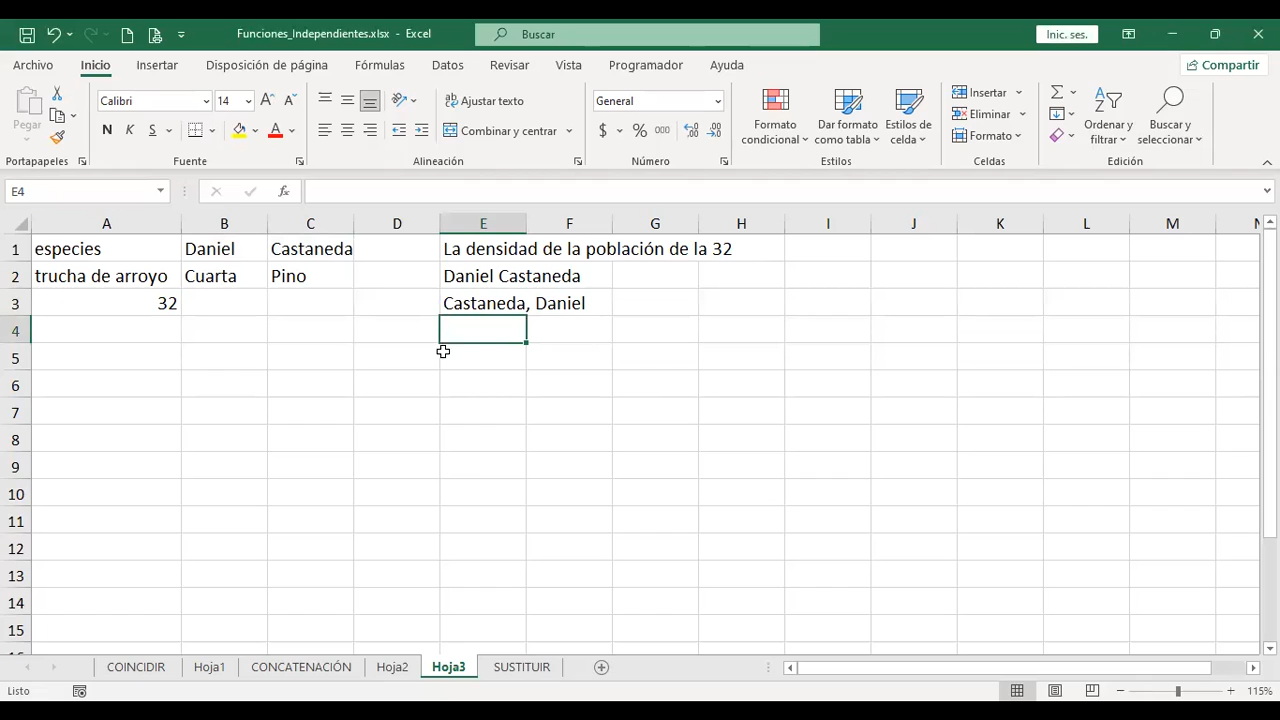 Funciones_Independientes.xlsx - Excel
Buscar
Inic. ses.
Archivo Inicio Insertar Disposición de página Fórmulas Datos Revisar Vista Programador Ayuda
Compartir
Pegar
Calibri 14
Ajustar texto
General
Formato condicional
Dar formato como tabla
Estilos de celda
Insertar
Eliminar
Formato
Ordenar y filtrar
Buscar y seleccionar
N K S A
Combinar y centrar
$ % 000
Portapapeles Fuente Alineación Número Estilos Celdas Edición
E4 fx
A B C D E F G H I J K L M N
1 especies Daniel Castaneda La densidad de la población de la 32
2 trucha de arroyo Cuarta Pino Daniel Castaneda
3 32 Castaneda, Daniel
4
5
6
7
8
9
10
11
12
13
14
15
16
COINCIDIR Hoja1 CONCATENACIÓN Hoja2 Hoja3 SUSTITUIR
Listo 115%